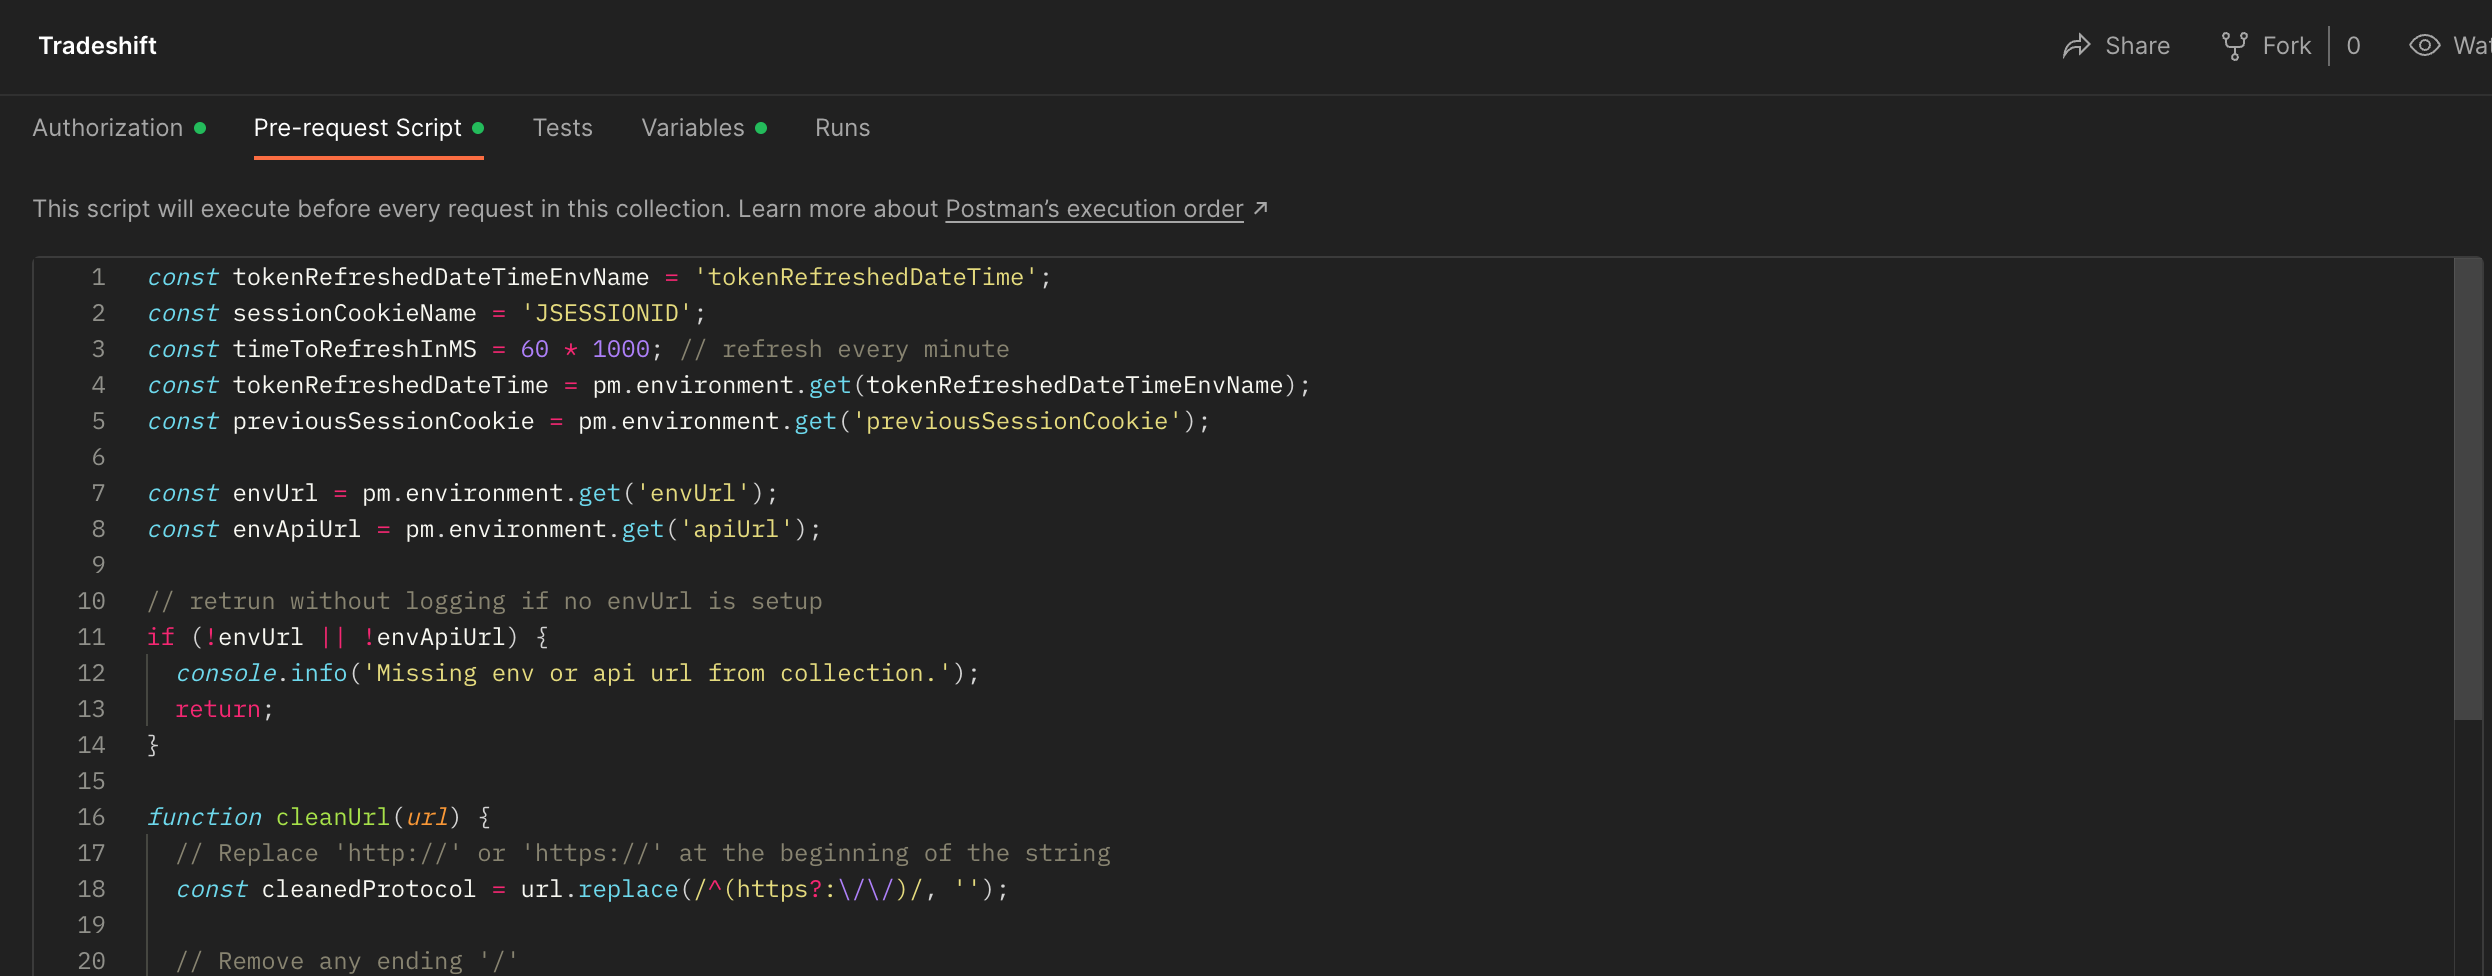 Tradeshift
Share
Fork
0
Authorization
Pre-request Script
Tests
Variables
Runs
This script will execute before every request in this collection. Learn more about Postman’s execution order ↗
1 const tokenRefreshedDateTimeEnvName = 'tokenRefreshedDateTime';
2 const sessionCookieName = 'JSESSIONID';
3 const timeToRefreshInMS = 60 * 1000; // refresh every minute
4 const tokenRefreshedDateTime = pm.environment.get(tokenRefreshedDateTimeEnvName);
5 const previousSessionCookie = pm.environment.get('previousSessionCookie');
6
7 const envUrl = pm.environment.get('envUrl');
8 const envApiUrl = pm.environment.get('apiUrl');
9
10 // retrun without logging if no envUrl is setup
11 if (!envUrl || !envApiUrl) {
12 console.info('Missing env or api url from collection.');
13 return;
14 }
15
16 function cleanUrl(url) {
17 // Replace 'http://' or 'https://' at the beginning of the string
18 const cleanedProtocol = url.replace(/^(https?:\/\/)/, '');
19
20 // Remove any ending '/'